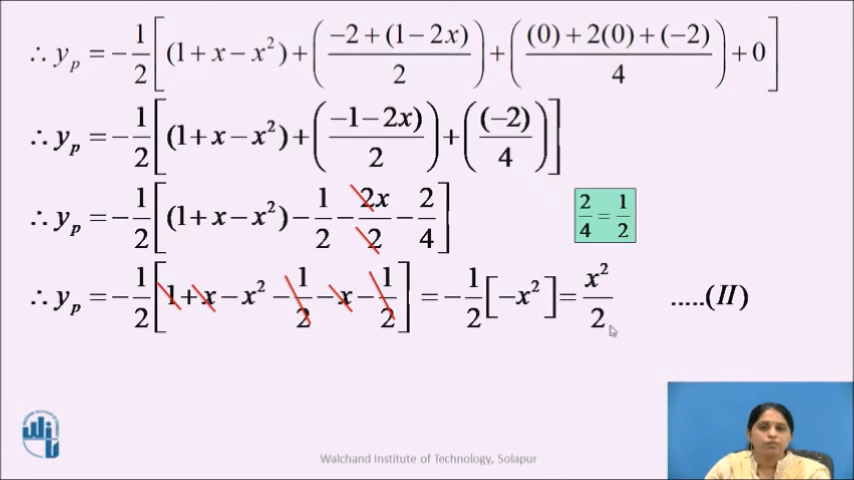 ∴ y_p = −1/2 [ (1 + x − x²) + ( (−2 + (1 − 2x))/2 ) + ( ((0) + 2(0) + (−2))/4 ) + 0 ]
∴ y_p = −1/2 [ (1 + x − x²) + ( (−1 − 2x)/2 ) + ( (−2)/4 ) ]
∴ y_p = −1/2 [ (1 + x − x²) − 1/2 − 2x/2 − 2/4 ] 2/4 = 1/2
∴ y_p = −1/2 [ 1 + x − x² − 1/2 − x − 1/2 ] = −1/2 [ −x² ] = x²/2 .....(II)
Walchand Institute of Technology, Solapur